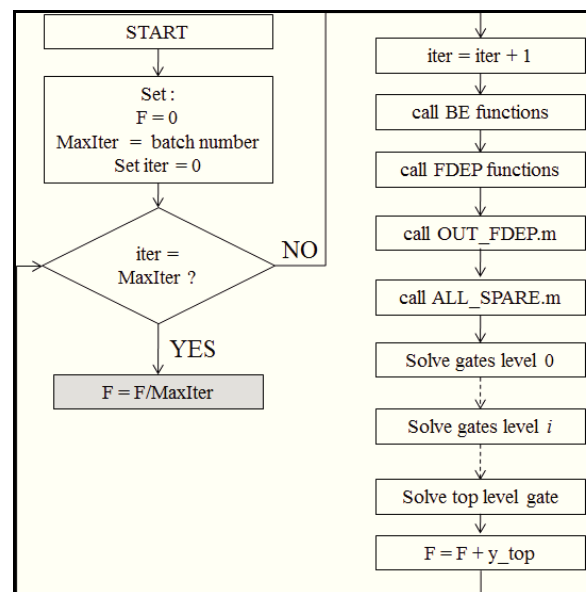 START
Set :
F = 0
MaxIter = batch number
Set iter = 0
iter =
MaxIter ?
NO
YES
F = F/MaxIter
iter = iter + 1
call BE functions
call FDEP functions
call OUT_FDEP.m
call ALL_SPARE.m
Solve gates level 0
Solve gates level i
Solve top level gate
F = F + y_top